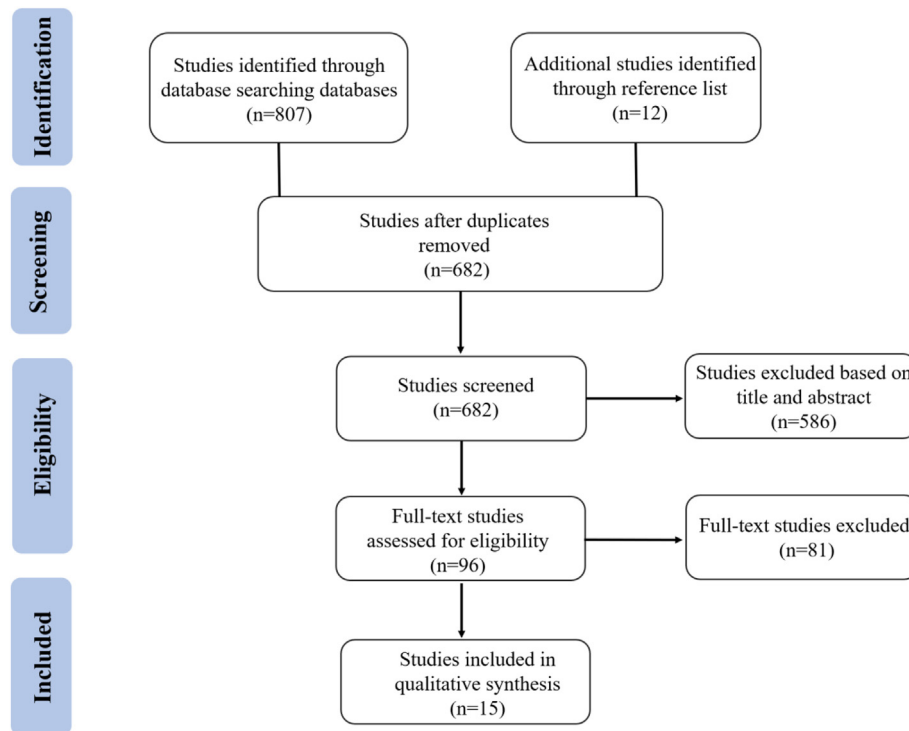 Identification
Studies identified through
database searching databases
(n=807)
Additional studies identified
through reference list
(n=12)
Screening
Studies after duplicates
removed
(n=682)
Eligibility
Studies screened
(n=682)
Studies excluded based on
title and abstract
(n=586)
Full-text studies
assessed for eligibility
(n=96)
Full-text studies excluded
(n=81)
Included
Studies included in
qualitative synthesis
(n=15)